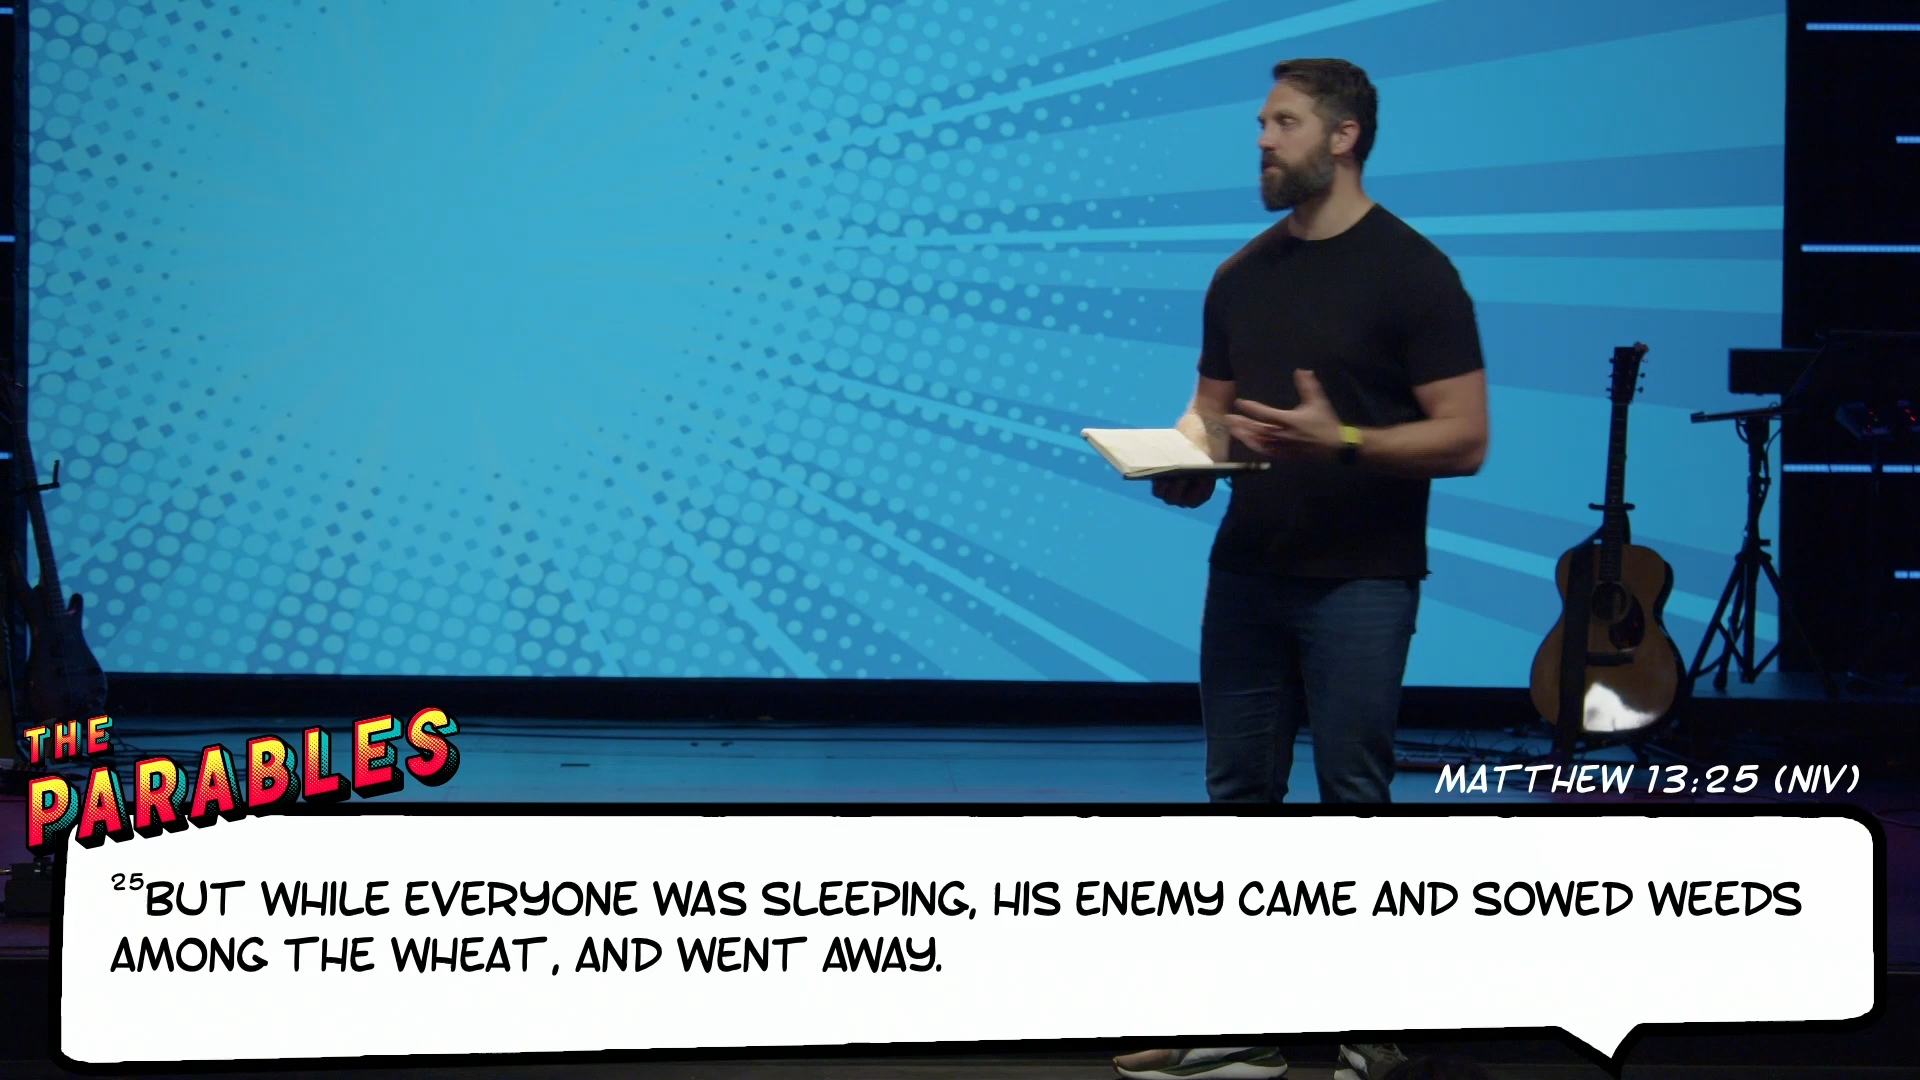 THE
PARABLES
MATTHEW 13:25 (NIV)
25BUT WHILE EVERYONE WAS SLEEPING, HIS ENEMY CAME AND SOWED WEEDS
AMONG THE WHEAT, AND WENT AWAY.